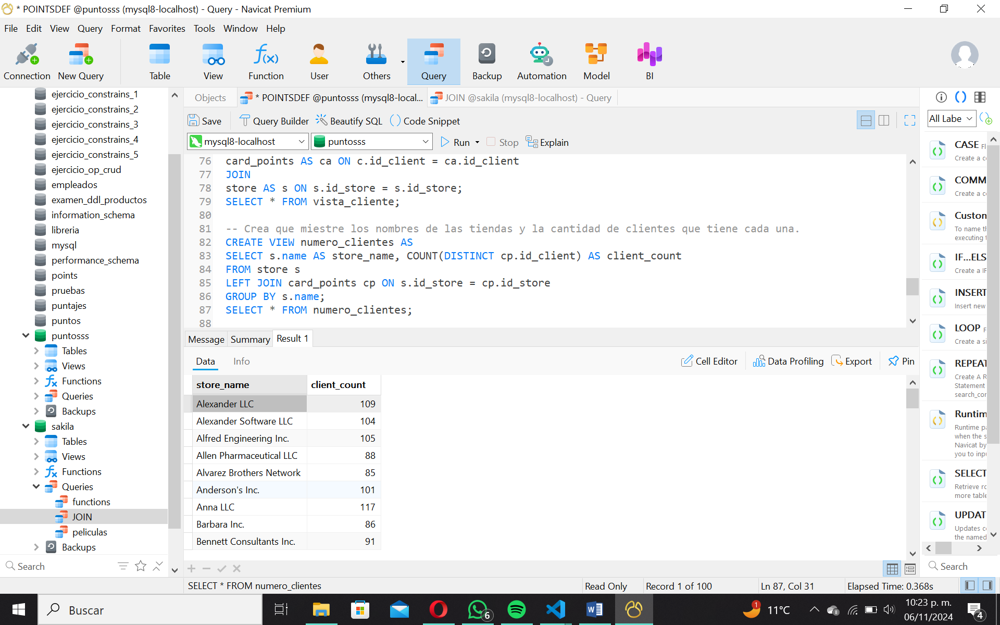 * POINTSDEF @puntosss (mysql8-localhost) - Query - Navicat Premium
File Edit View Query Format Favorites Tools Window Help
Connection New Query Table View Function User Others Query Backup Automation Model BI
ejercicio_constrains_1
ejercicio_constrains_2
ejercicio_constrains_3
ejercicio_constrains_4
ejercicio_constrains_5
ejercicio_op_crud
empleados
examen_ddl_productos
information_schema
libreria
mysql
performance_schema
points
pruebas
puntajes
puntos
puntosss
Tables
Views
Functions
Queries
Backups
sakila
Tables
Views
Functions
Queries
functions
JOIN
peliculas
Backups
Search
Objects * POINTSDEF @puntosss (mysql8-local... JOIN @sakila (mysql8-localhost) - Query
Save Query Builder Beautify SQL Code Snippet
mysql8-localhost puntosss Run Stop Explain
76 card_points AS ca ON c.id_client = ca.id_client
77 JOIN
78 store AS s ON s.id_store = s.id_store;
79 SELECT * FROM vista_cliente;
80
81 -- Crea que miestre los nombres de las tiendas y la cantidad de clientes que tiene cada una.
82 CREATE VIEW numero_clientes AS
83 SELECT s.name AS store_name, COUNT(DISTINCT cp.id_client) AS client_count
84 FROM store s
85 LEFT JOIN card_points cp ON s.id_store = cp.id_store
86 GROUP BY s.name;
87 SELECT * FROM numero_clientes;
88
Message Summary Result 1
Data Info Cell Editor Data Profiling Export Pin
store_name client_count
Alexander LLC 109
Alexander Software LLC 104
Alfred Engineering Inc. 105
Allen Pharmaceutical LLC 88
Alvarez Brothers Network 85
Anderson's Inc. 101
Anna LLC 117
Barbara Inc. 86
Bennett Consultants Inc. 91
SELECT * FROM numero_clientes Read Only Record 1 of 100 Ln 87, Col 31 Elapsed Time: 0.368s
All Labe
CASE Fl
Create a c
COMM
Create a c
Custon
To name th
executing t
IF...ELS
Create a IF
INSERT
Insert new
LOOP F
Create a si
REPEAT
Create A R
Statement
search_cor
Runtim
Runtime pa
when the s
Navicat by
you to inpu
SELECT
Retrieve ro
more table
UPDAT
Updates co
the named
Search
Buscar
6
1
11°C
10:23 p. m.
06/11/2024
4